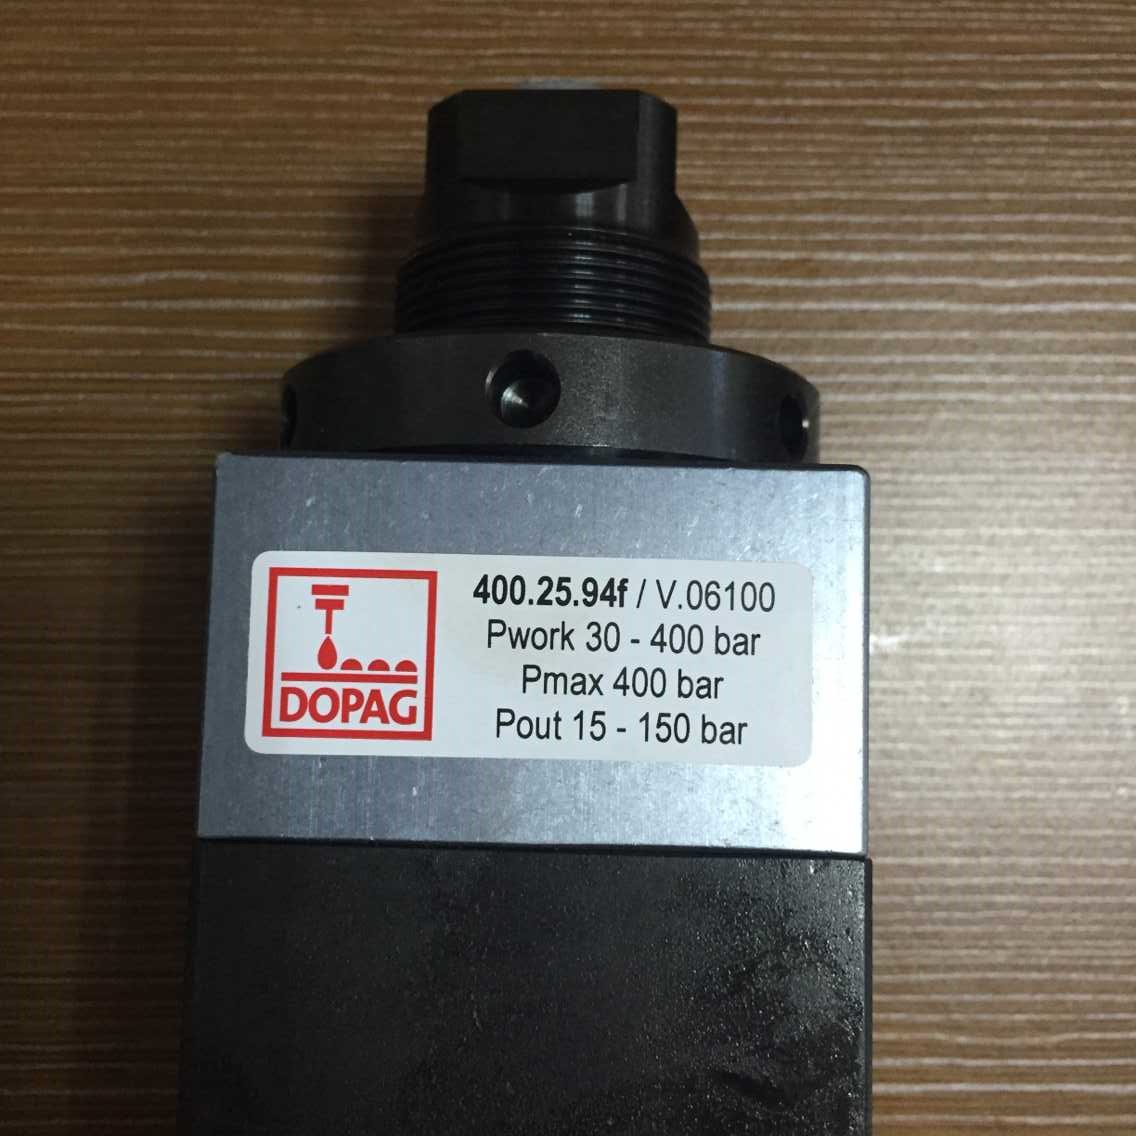 400.25.94f / V.06100
Pwork 30 - 400 bar
Pmax 400 bar
Pout 15 - 150 bar
DOPAG